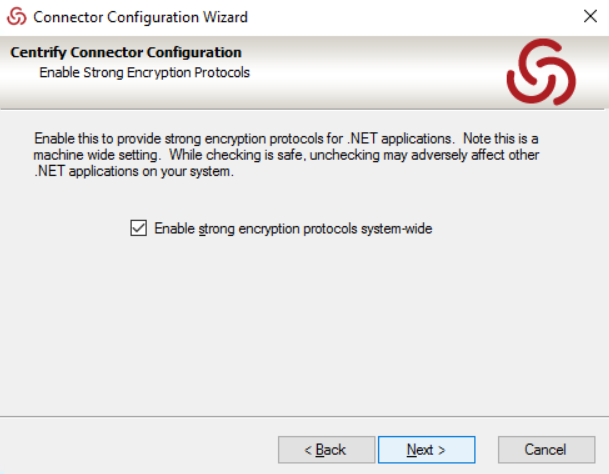 Connector Configuration Wizard
Centrify Connector Configuration
Enable Strong Encryption Protocols
Enable this to provide strong encryption protocols for .NET applications.  Note this is a
machine wide setting.  While checking is safe, unchecking may adversely affect other
.NET applications on your system.
Enable strong encryption protocols system-wide
< Back
Next >
Cancel